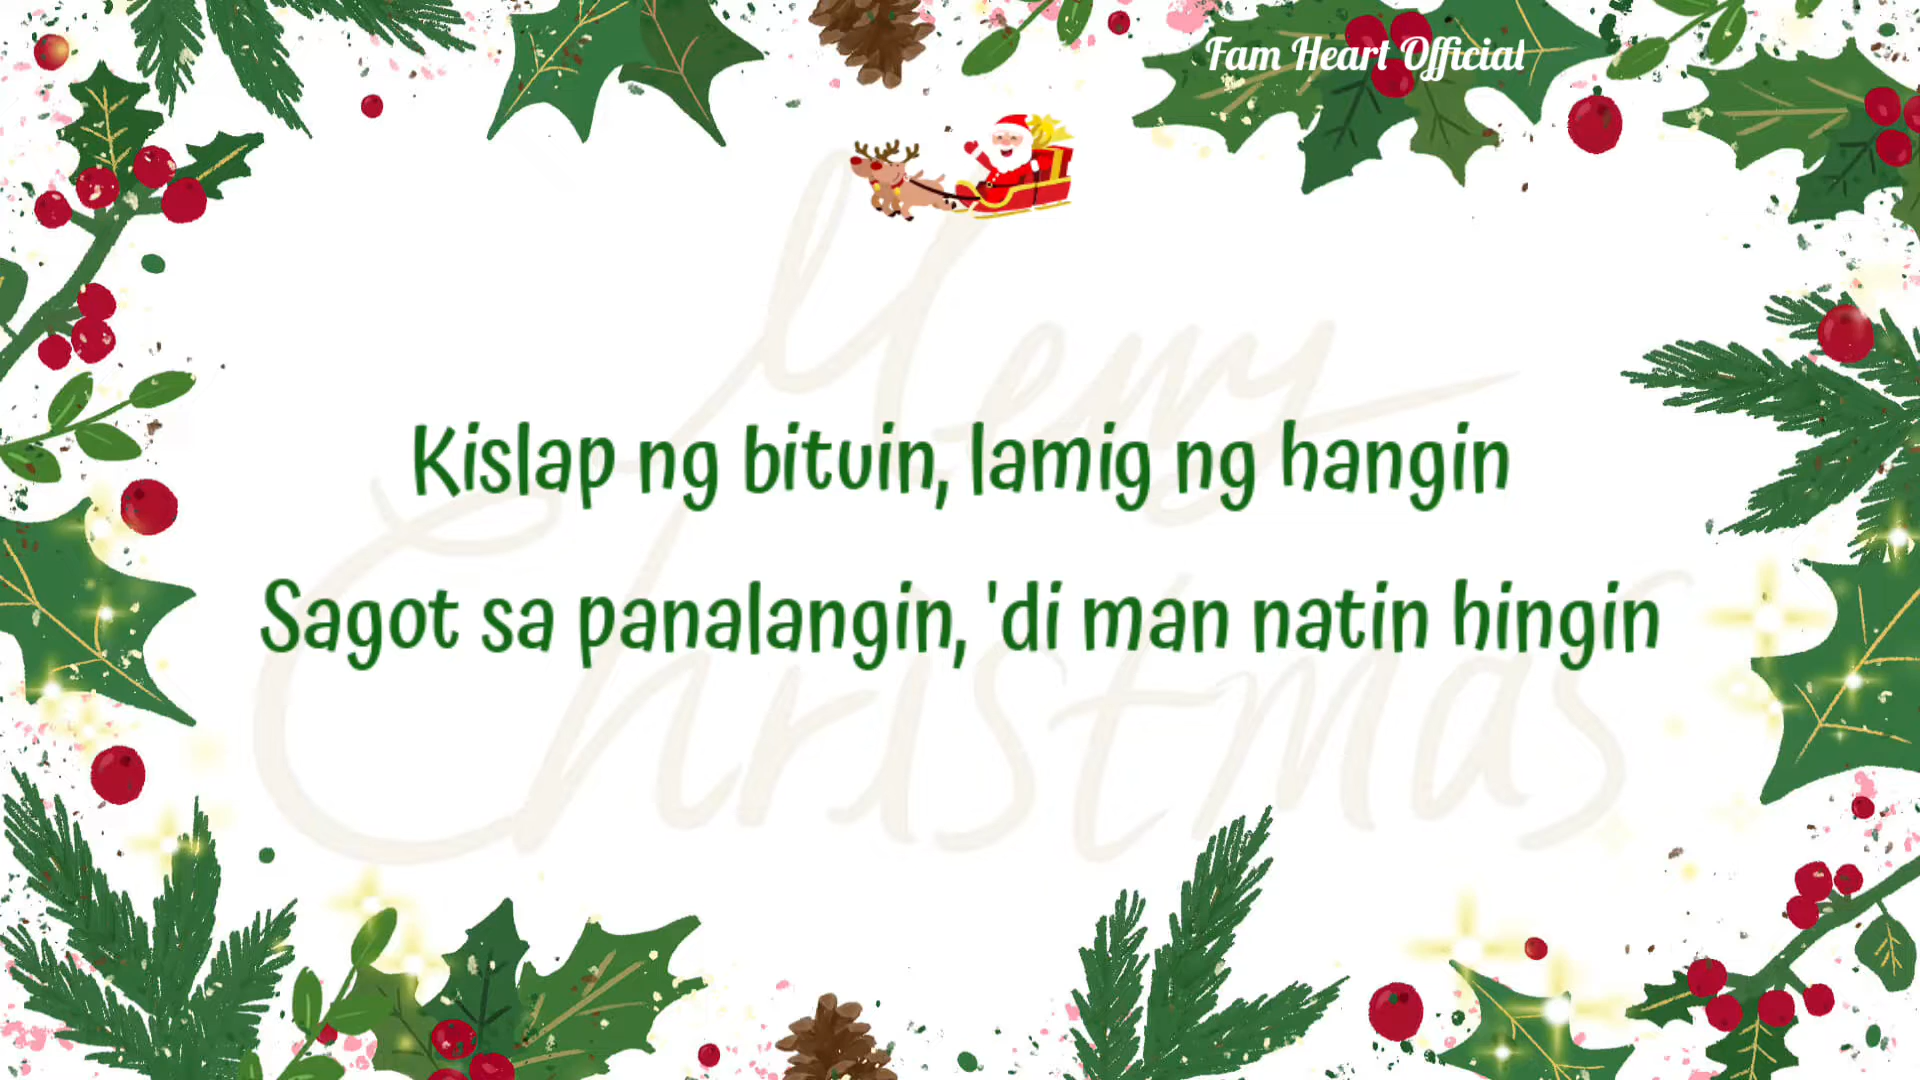 Fam Heart Official
Merry
Kislap ng bituin, lamig ng hangin
Sagot sa panalangin, 'di man natin hingin
Christmas